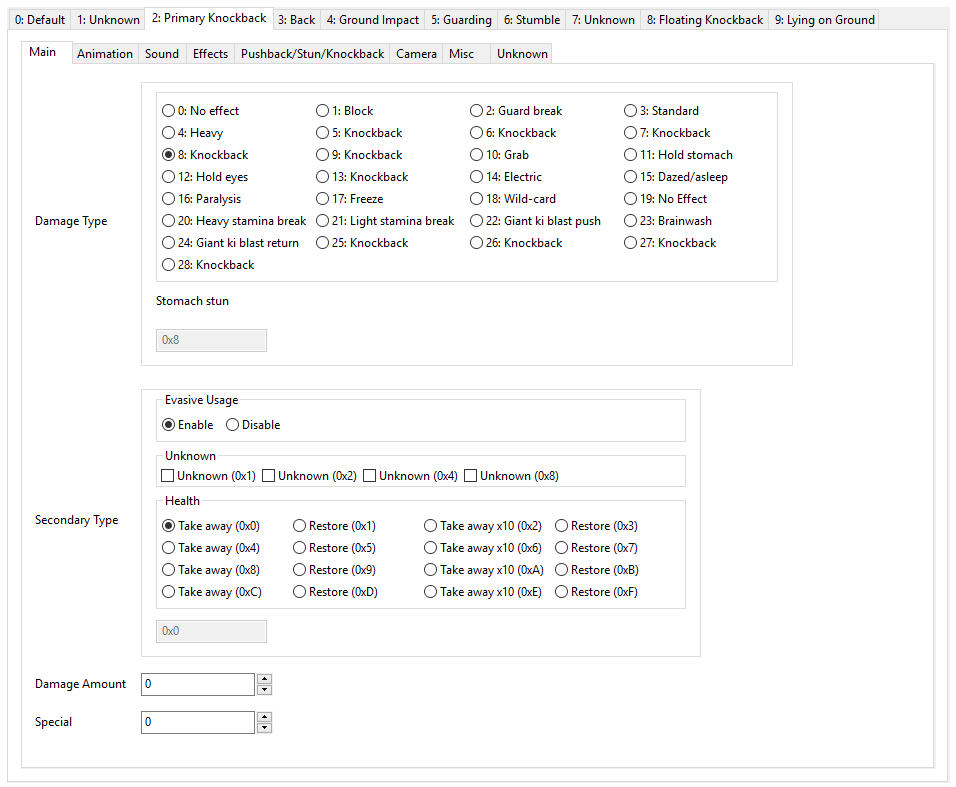 0: Default 1: Unknown 2: Primary Knockback 3: Back 4: Ground Impact 5: Guarding 6: Stumble 7: Unknown 8: Floating Knockback 9: Lying on Ground
Main Animation Sound Effects Pushback/Stun/Knockback Camera Misc Unknown
0: No effect 1: Block 2: Guard break 3: Standard
4: Heavy 5: Knockback 6: Knockback 7: Knockback
8: Knockback 9: Knockback 10: Grab 11: Hold stomach
12: Hold eyes 13: Knockback 14: Electric 15: Dazed/asleep
16: Paralysis 17: Freeze 18: Wild-card 19: No Effect
Damage Type 20: Heavy stamina break 21: Light stamina break 22: Giant ki blast push 23: Brainwash
24: Giant ki blast return 25: Knockback 26: Knockback 27: Knockback
28: Knockback
Stomach stun
0x8
Evasive Usage
Enable Disable
Unknown
Unknown (0x1) Unknown (0x2) Unknown (0x4) Unknown (0x8)
Health
Secondary Type Take away (0x0) Restore (0x1) Take away x10 (0x2) Restore (0x3)
Take away (0x4) Restore (0x5) Take away x10 (0x6) Restore (0x7)
Take away (0x8) Restore (0x9) Take away x10 (0xA) Restore (0xB)
Take away (0xC) Restore (0xD) Take away x10 (0xE) Restore (0xF)
0x0
Damage Amount 0
Special 0